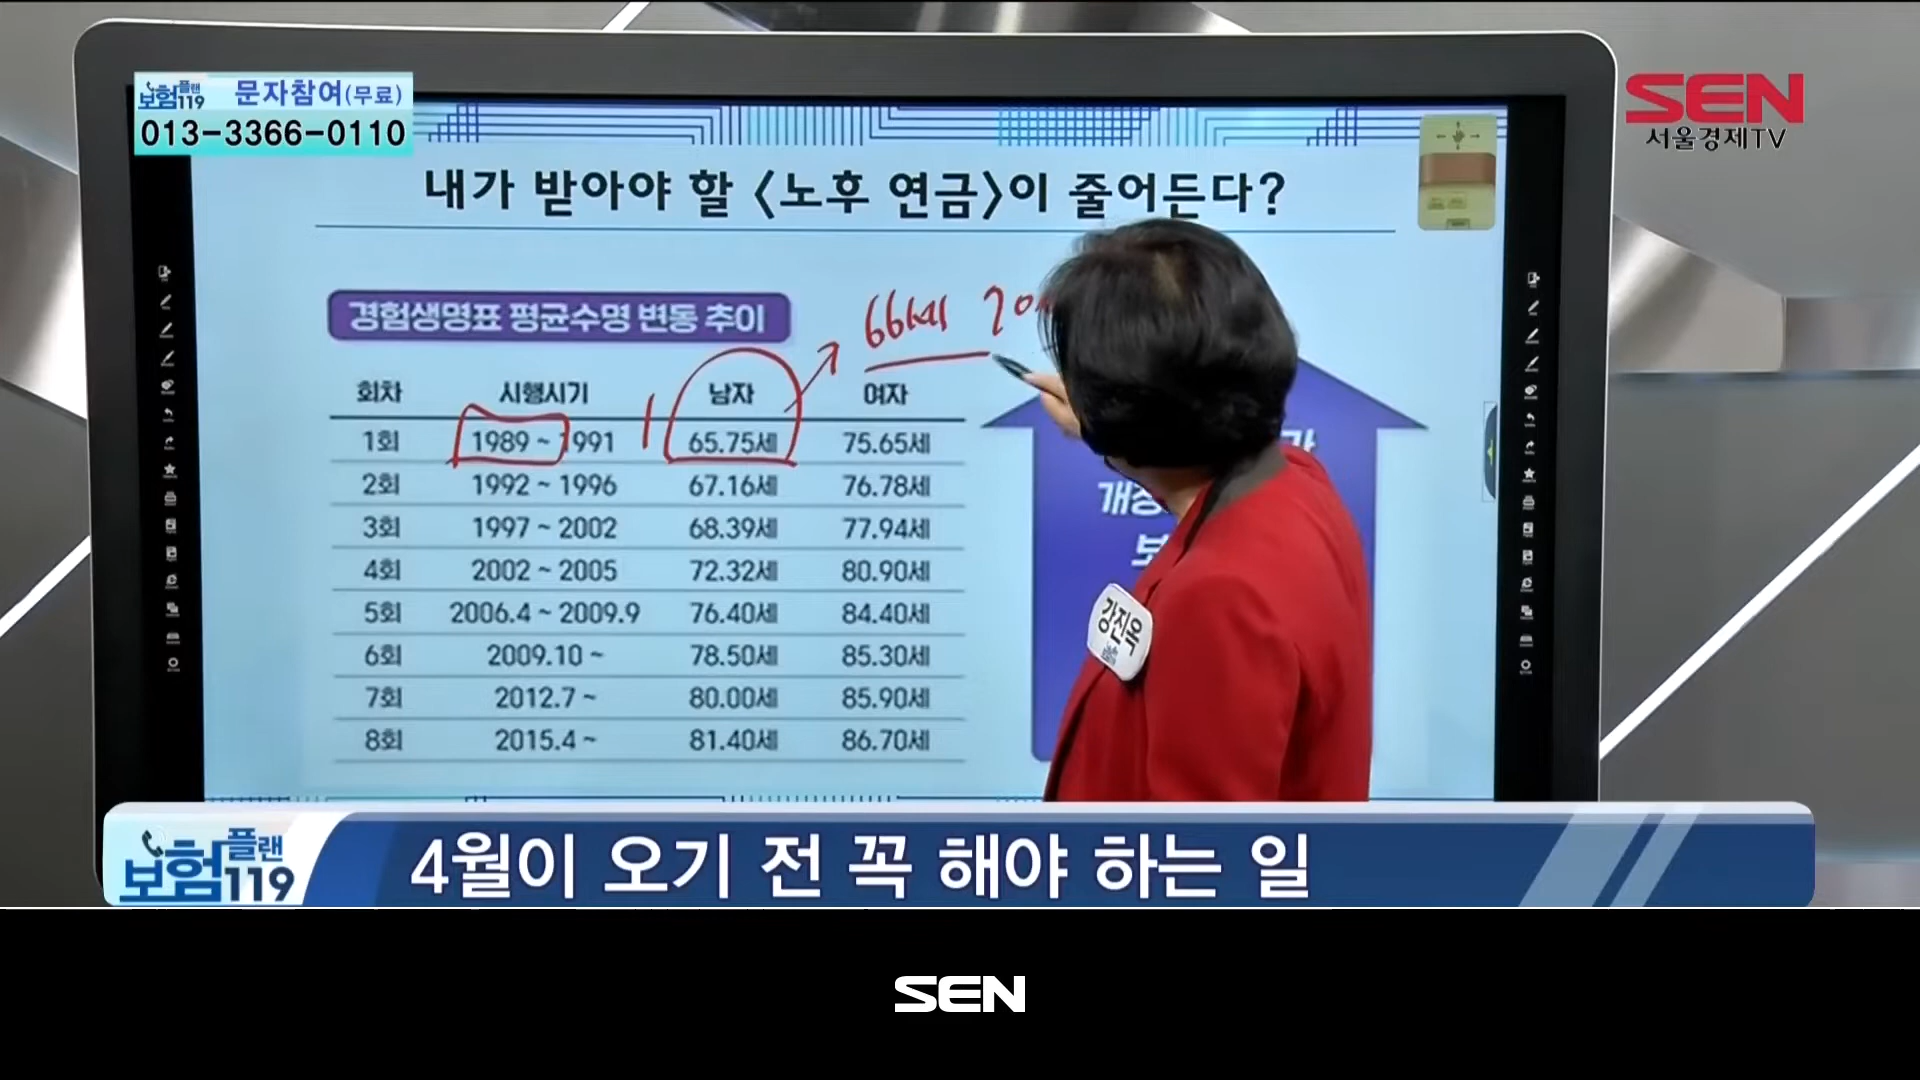 보험플랜119 문자참여(무료)
013-3366-0110
SEN
서울경제TV
내가 받아야 할 〈노후 연금〉이 줄어든다?
경험생명표 평균수명 변동 추이
66세
회차 시행시기 남자 여자
1회 1989 ~ 1991 65.75세 75.65세
2회 1992 ~ 1996 67.16세 76.78세
3회 1997 ~ 2002 68.39세 77.94세
4회 2002 ~ 2005 72.32세 80.90세
5회 2006.4 ~ 2009.9 76.40세 84.40세
6회 2009.10 ~ 78.50세 85.30세
7회 2012.7 ~ 80.00세 85.90세
8회 2015.4 ~ 81.40세 86.70세
강진옥
보험플랜119
4월이 오기 전 꼭 해야 하는 일
SEN